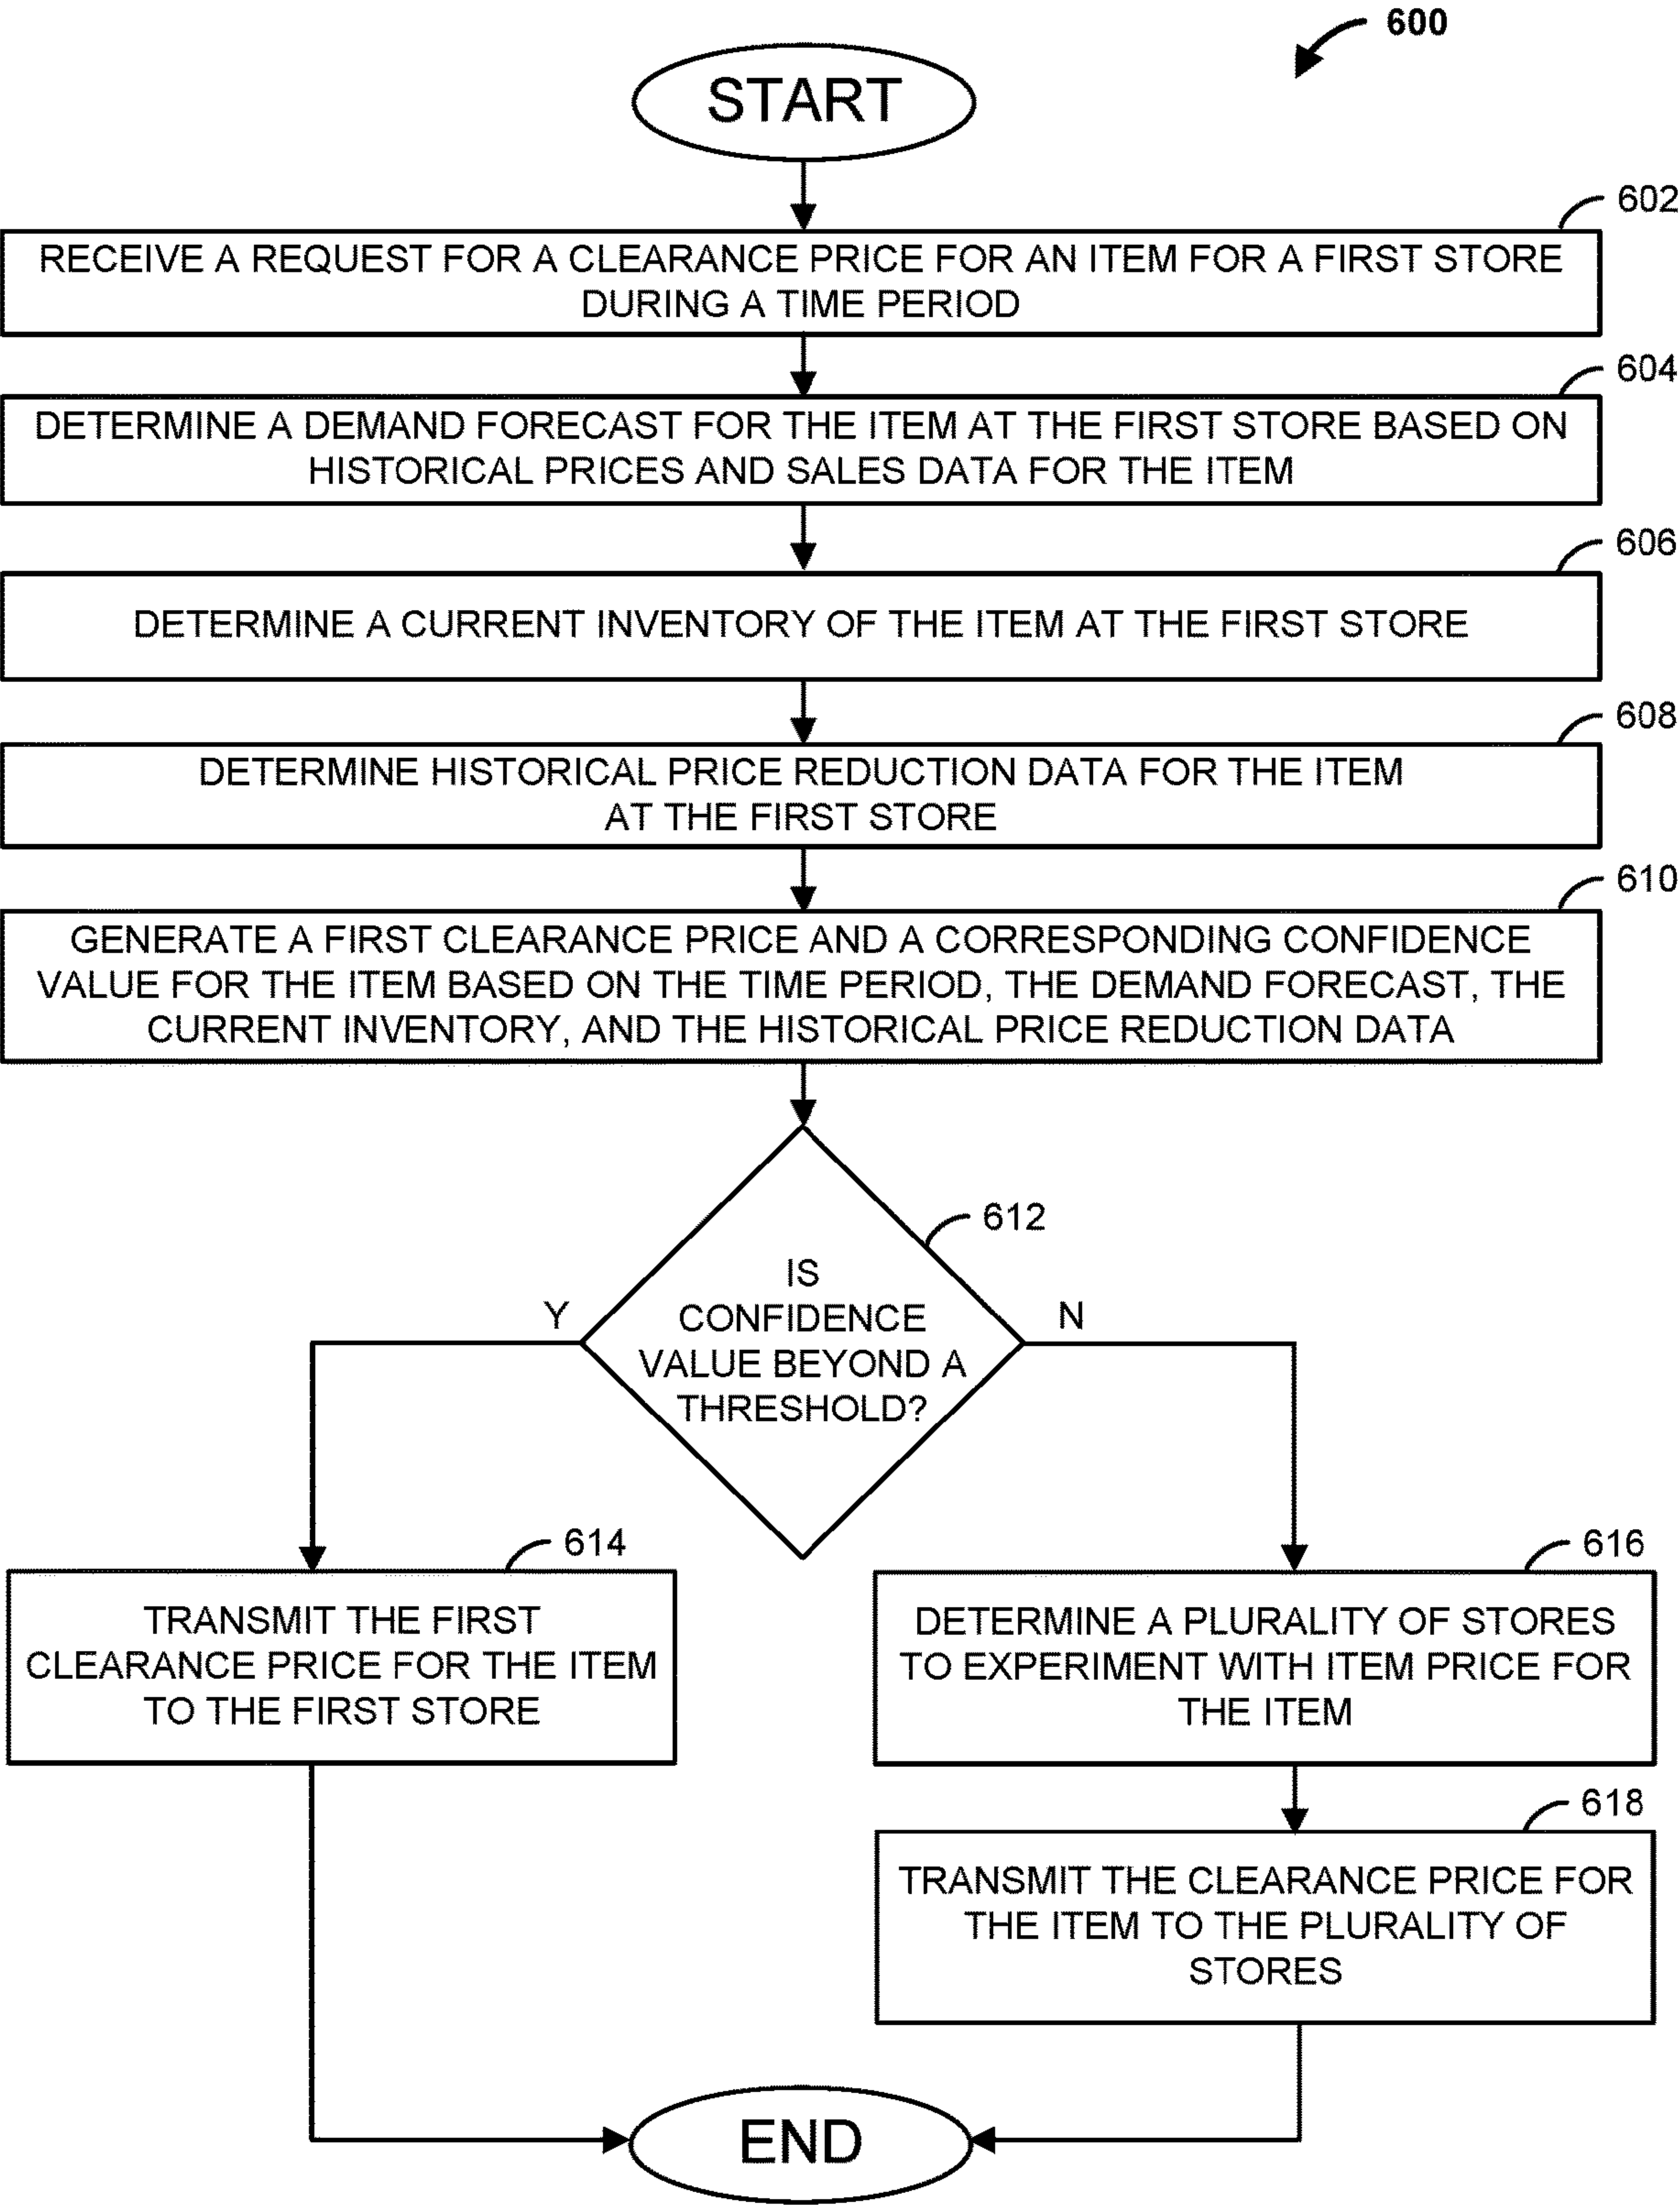 600
START
602
RECEIVE A REQUEST FOR A CLEARANCE PRICE FOR AN ITEM FOR A FIRST STORE
DURING A TIME PERIOD
604
DETERMINE A DEMAND FORECAST FOR THE ITEM AT THE FIRST STORE BASED ON
HISTORICAL PRICES AND SALES DATA FOR THE ITEM
606
DETERMINE A CURRENT INVENTORY OF THE ITEM AT THE FIRST STORE
608
DETERMINE HISTORICAL PRICE REDUCTION DATA FOR THE ITEM
AT THE FIRST STORE
610
GENERATE A FIRST CLEARANCE PRICE AND A CORRESPONDING CONFIDENCE
VALUE FOR THE ITEM BASED ON THE TIME PERIOD, THE DEMAND FORECAST, THE
CURRENT INVENTORY, AND THE HISTORICAL PRICE REDUCTION DATA
612
IS
CONFIDENCE
VALUE BEYOND A
THRESHOLD?
Y
N
614
TRANSMIT THE FIRST
CLEARANCE PRICE FOR THE ITEM
TO THE FIRST STORE
616
DETERMINE A PLURALITY OF STORES
TO EXPERIMENT WITH ITEM PRICE FOR
THE ITEM
618
TRANSMIT THE CLEARANCE PRICE FOR
THE ITEM TO THE PLURALITY OF
STORES
END